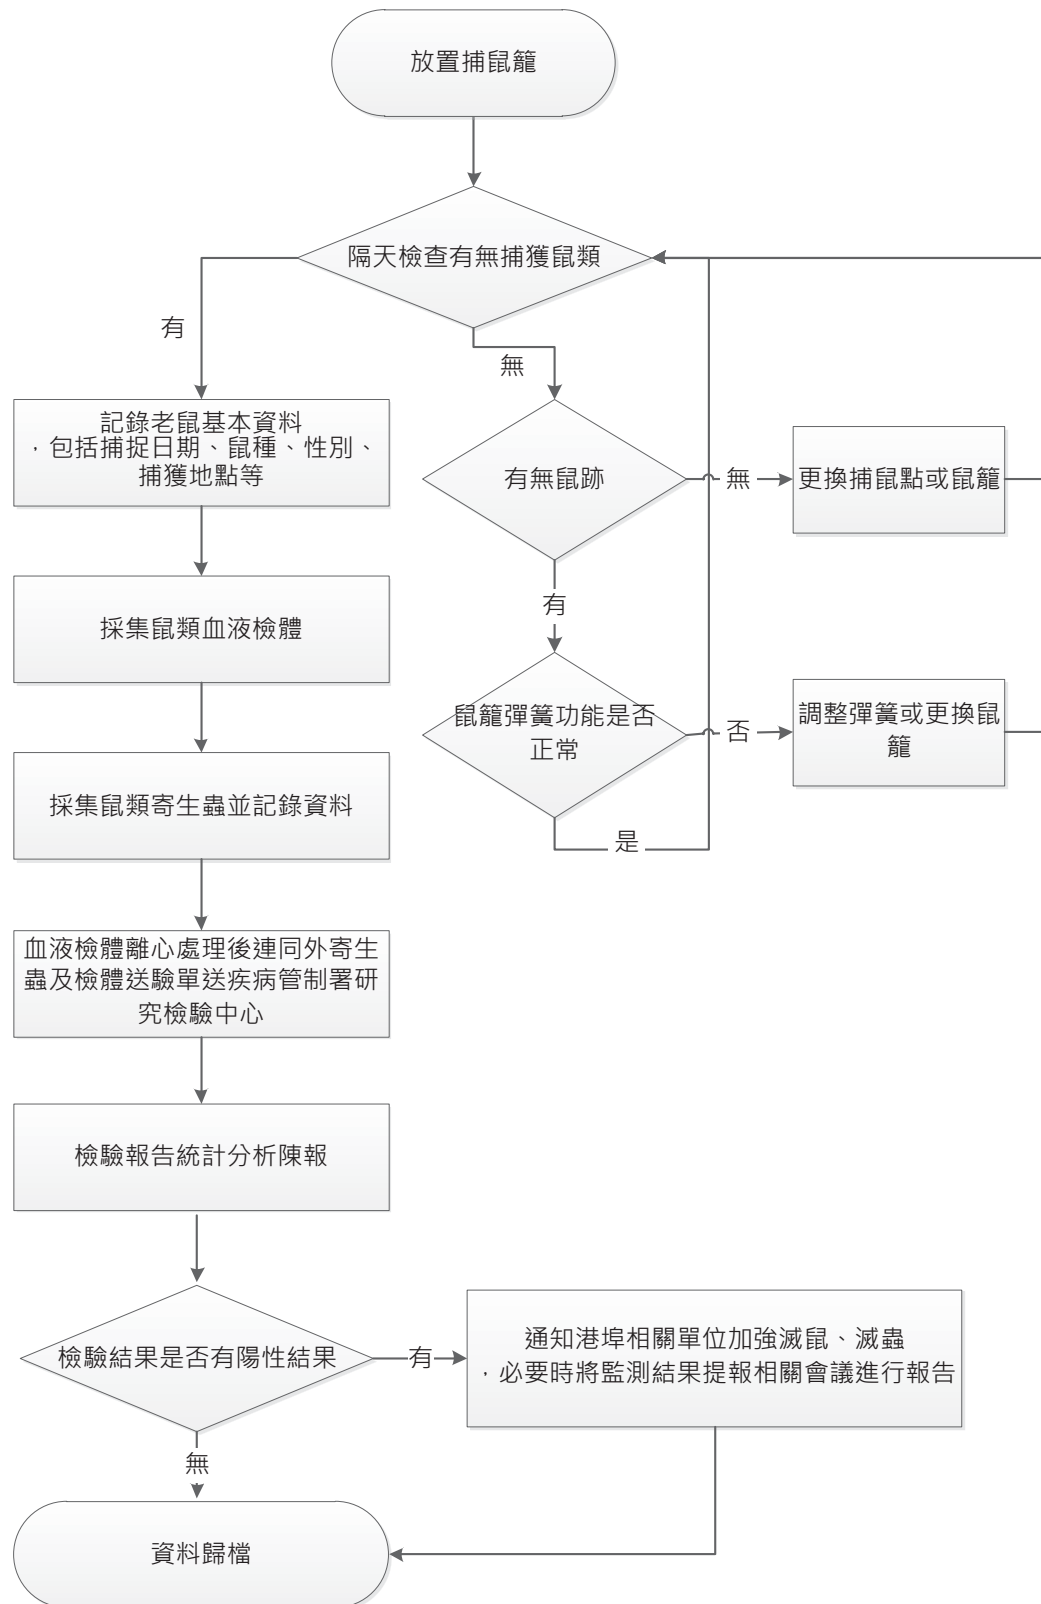 放置捕鼠籠
隔天檢查有無捕獲鼠類
有
無
記錄老鼠基本資料
，包括捕捉日期、鼠種、性別、
捕獲地點等
有無鼠跡
無
更換捕鼠點或鼠籠
採集鼠類血液檢體
有
鼠籠彈簧功能是否
正常
否
調整彈簧或更換鼠
籠
採集鼠類寄生蟲並記錄資料
是
血液檢體離心處理後連同外寄生
蟲及檢體送驗單送疾病管制署研
究檢驗中心
檢驗報告統計分析陳報
檢驗結果是否有陽性結果
有
通知港埠相關單位加強滅鼠、滅蟲
，必要時將監測結果提報相關會議進行報告
無
資料歸檔